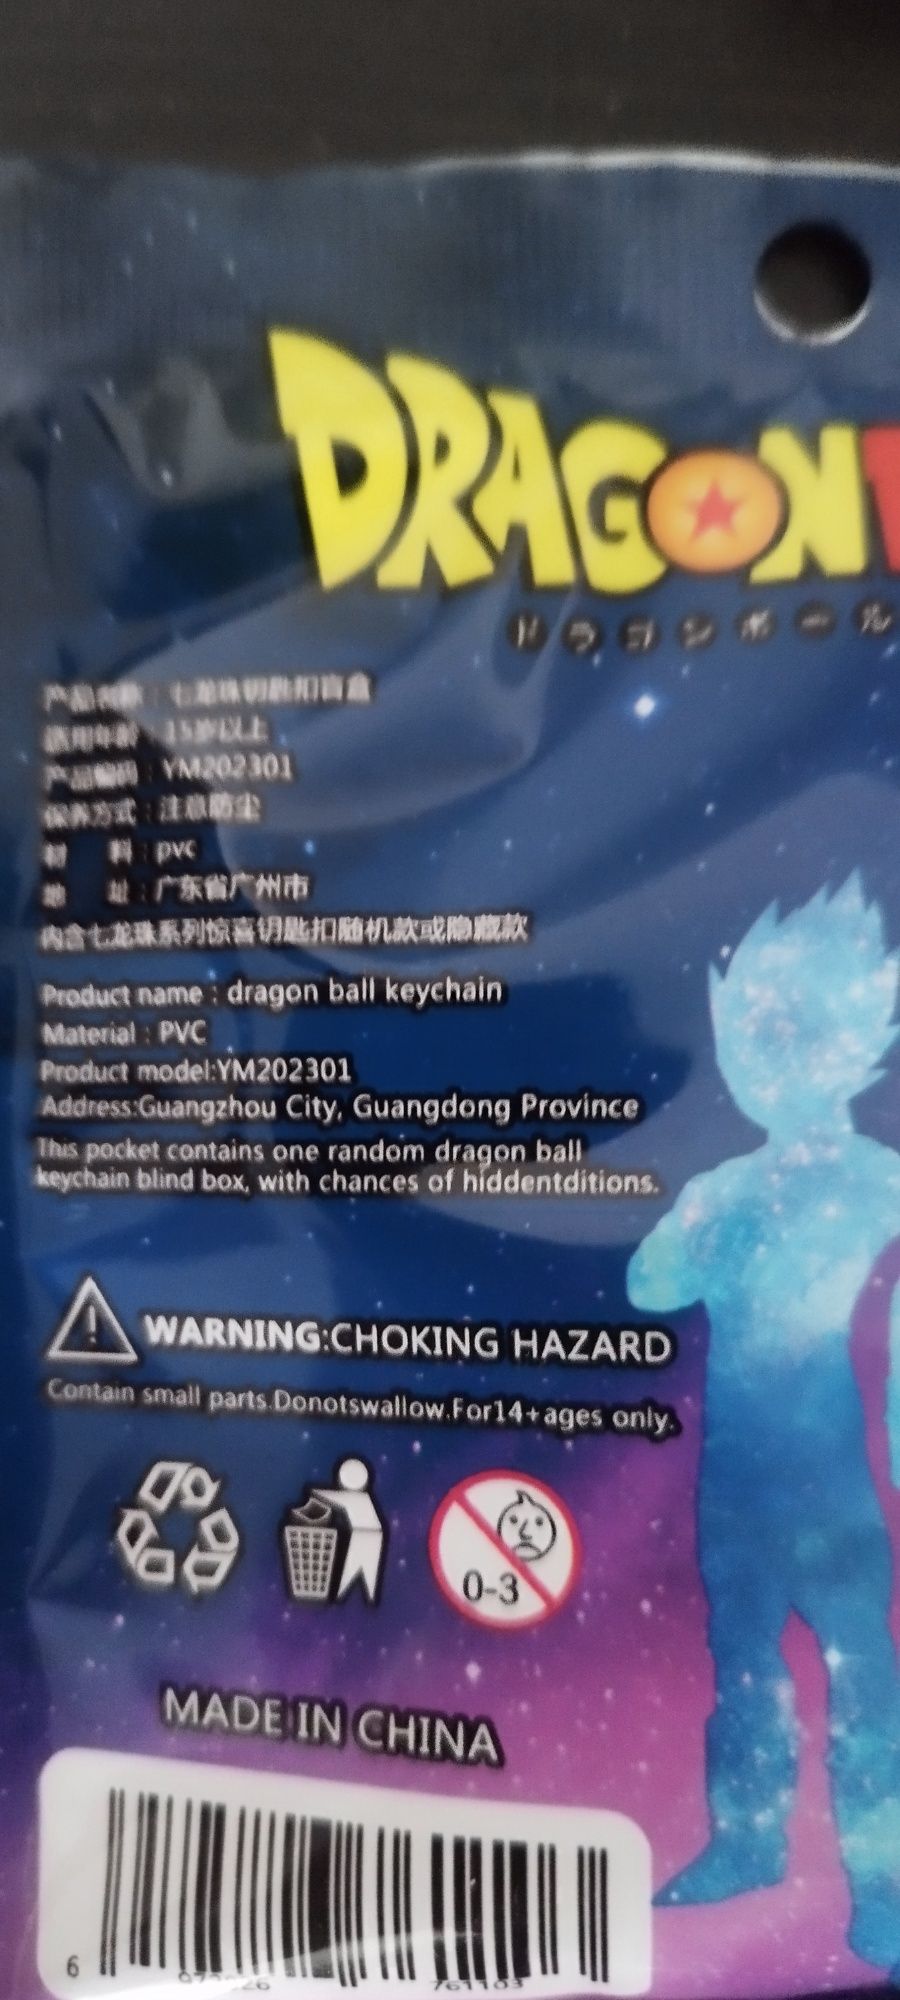 DRAGON
ドラゴンボール
产品名称：七龙珠钥匙扣盲盒
适用年龄：15岁以上
产品编码：YM202301
保养方式：注意防尘
材 料：pvc
地 址：广东省广州市
内含七龙珠系列惊喜钥匙扣随机款或隐藏款
Product name : dragon ball keychain
Material : PVC
Product model:YM202301
Address:Guangzhou City, Guangdong Province
This pocket contains one random dragon ball
keychain blind box, with chances of hiddentditions.
WARNING:CHOKING HAZARD
Contain small parts.Donotswallow.For14+ages only.
0-3
MADE IN CHINA
6 761103